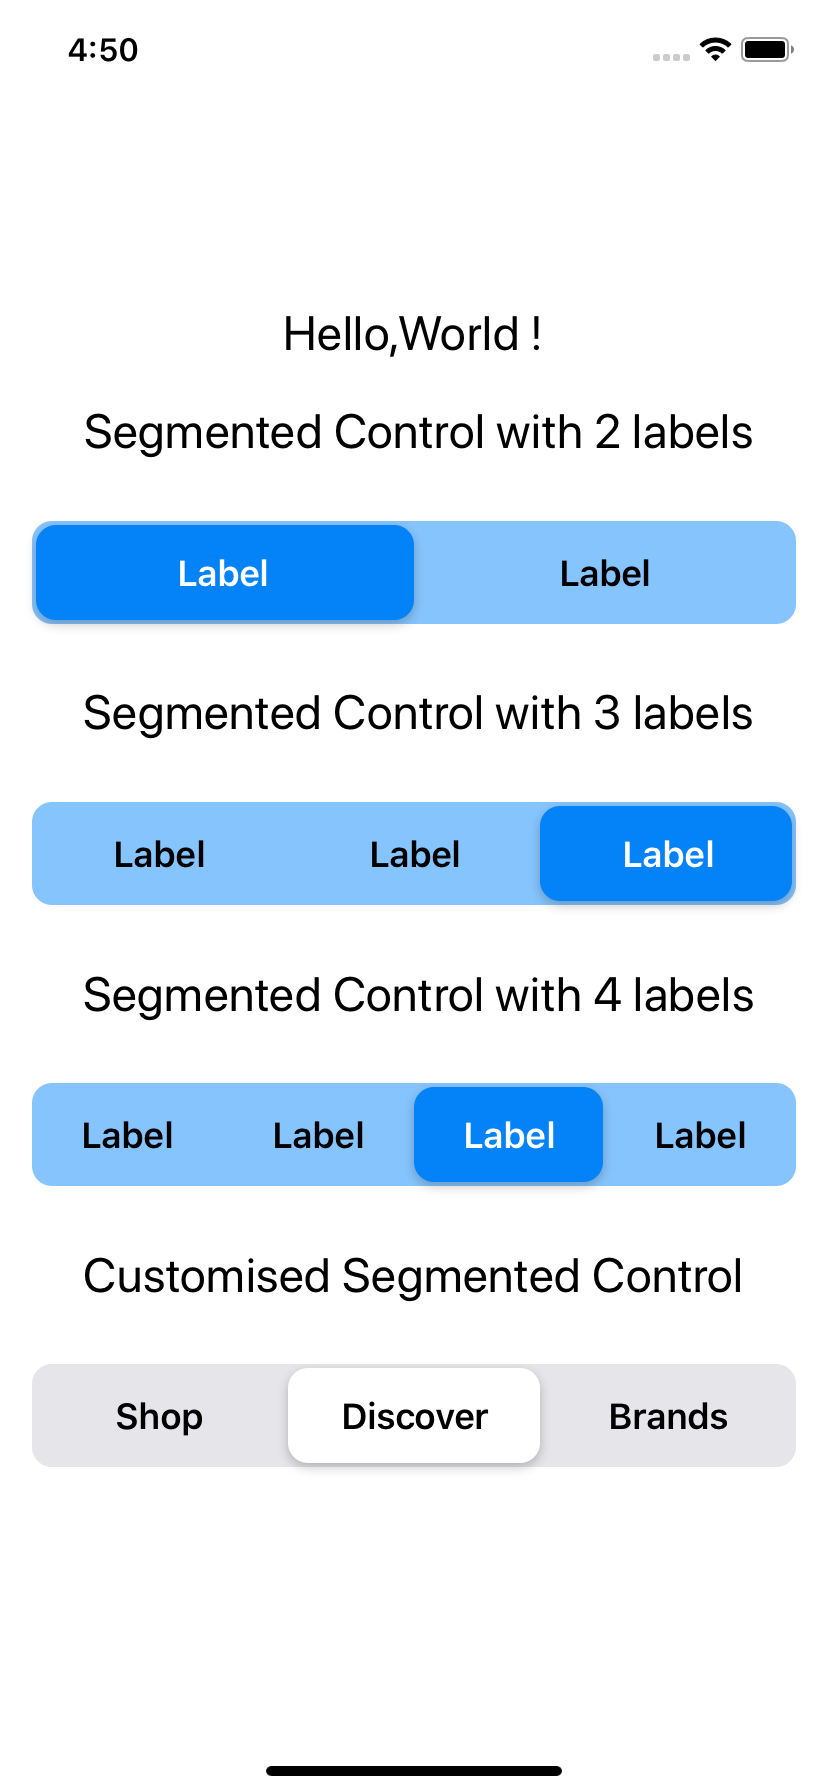 4:50
Hello,World !
Segmented Control with 2 labels
Label Label
Segmented Control with 3 labels
Label Label Label
Segmented Control with 4 labels
Label Label Label Label
Customised Segmented Control
Shop Discover Brands